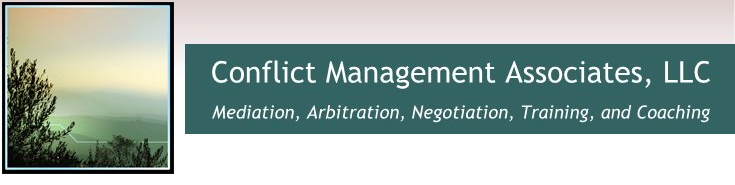 Conflict Management Associates, LLC
Mediation, Arbitration, Negotiation, Training, and Coaching